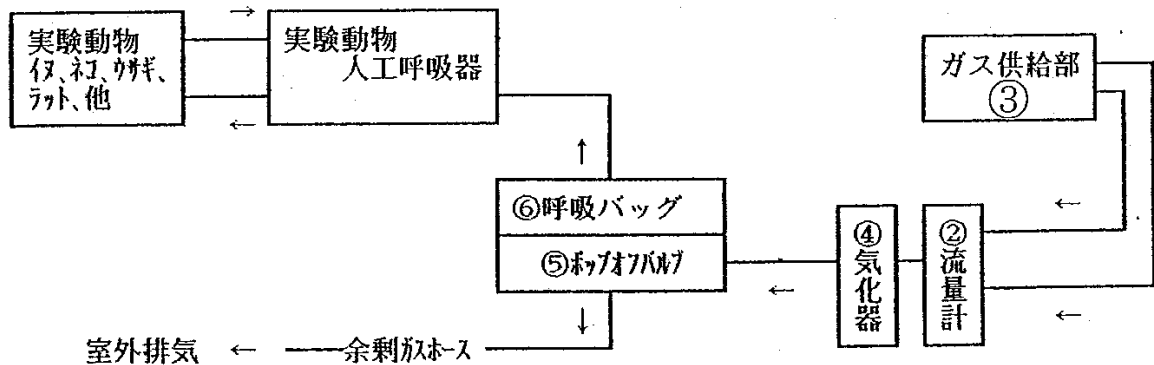 実験動物
ｲﾇ､ﾈｺ､ｳｻｷﾞ､
ﾗｯﾄ､他
→
←
実験動物
人工呼吸器
ガス供給部
③
↑
⑥呼吸バッグ
⑤ﾎﾟｯﾌﾟｵﾌﾊﾞﾙﾌﾞ
←
④気化器
②流量計
←
←
↓
室外排気 ← 余剰ｶﾞｽﾎｰｽ